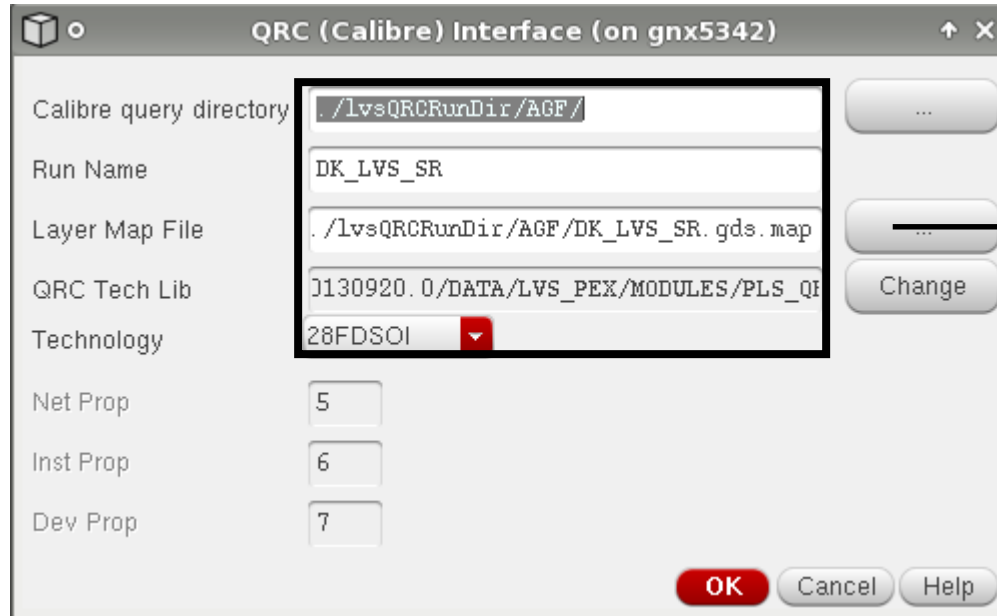 QRC (Calibre) Interface (on gnx5342)
Calibre query directory ./lvsQRCRunDir/AGF/ ...
Run Name DK_LVS_SR
Layer Map File ./lvsQRCRunDir/AGF/DK_LVS_SR.gds.map ...
QRC Tech Lib 0130920.0/DATA/LVS_PEX/MODULES/PLS_QR Change
Technology 28FDSOI
Net Prop 5
Inst Prop 6
Dev Prop 7
OK Cancel Help